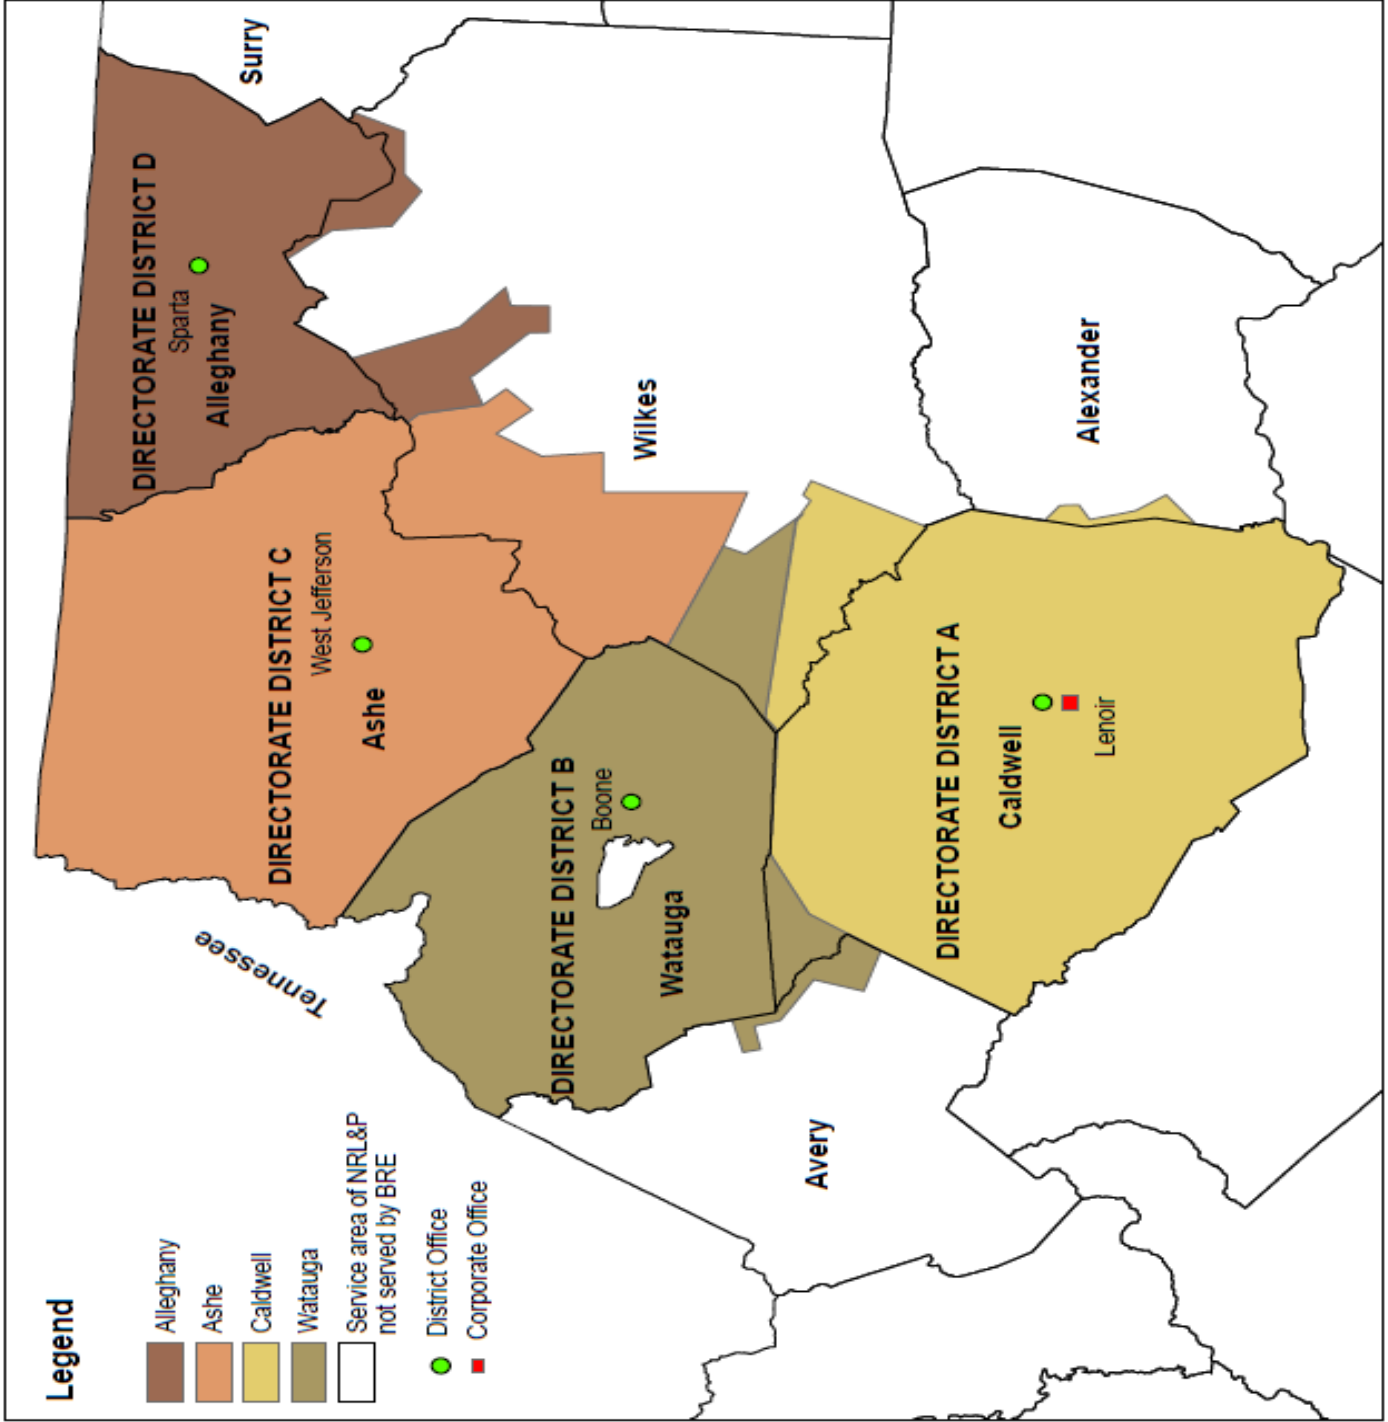 Legend
Alleghany
Ashe
Caldwell
Watauga
Service area of NRL&P
not served by BRE
District Office
Corporate Office
Tennessee
Surry
DIRECTORATE DISTRICT D
Sparta
Alleghany
DIRECTORATE DISTRICT C
West Jefferson
Ashe
DIRECTORATE DISTRICT B
Boone
Watauga
Wilkes
Avery
DIRECTORATE DISTRICT A
Caldwell
Lenoir
Alexander